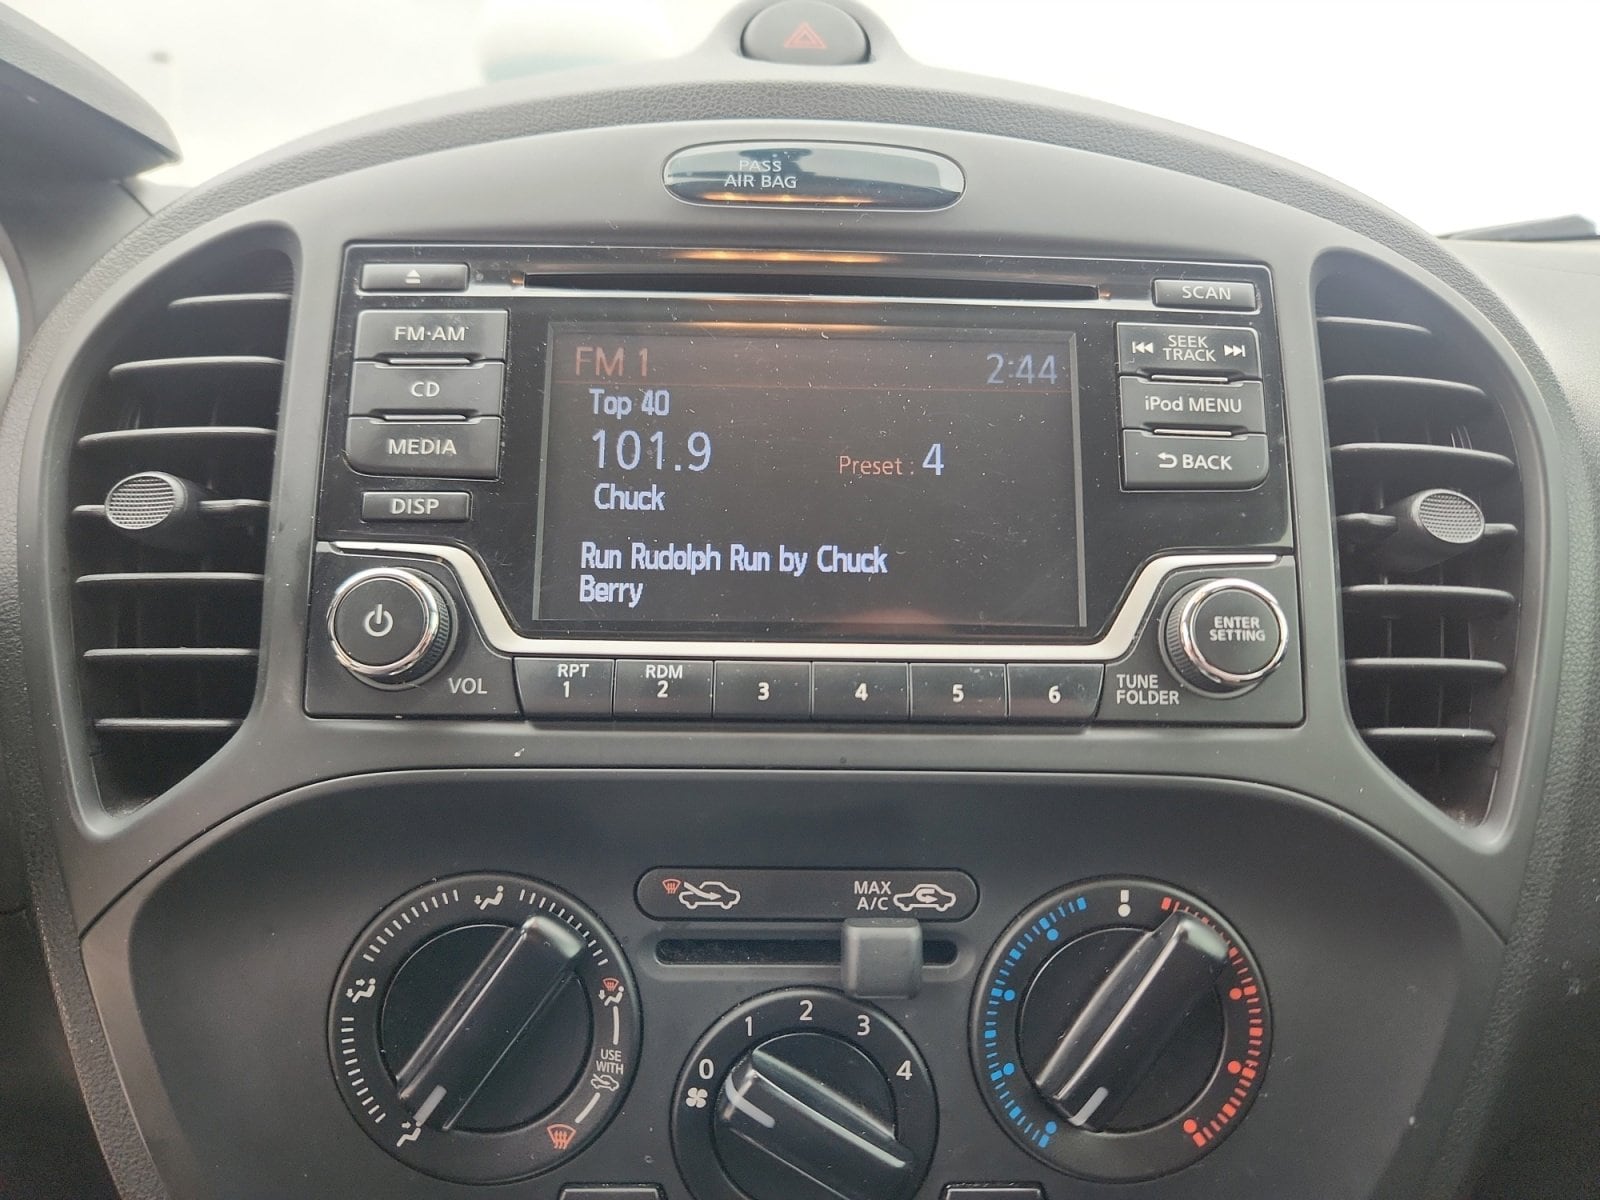 PASS
AIR BAG
SCAN
FM·AM
CD
MEDIA
DISP
FM 1
2:44
Top 40
101.9
Preset : 4
Chuck
Run Rudolph Run by Chuck
Berry
SEEK
TRACK
iPod MENU
BACK
VOL
RPT
1
RDM
2
3
4
5
6
TUNE
FOLDER
ENTER
SETTING
MAX
A/C
USE
WITH
0
1
2
3
4